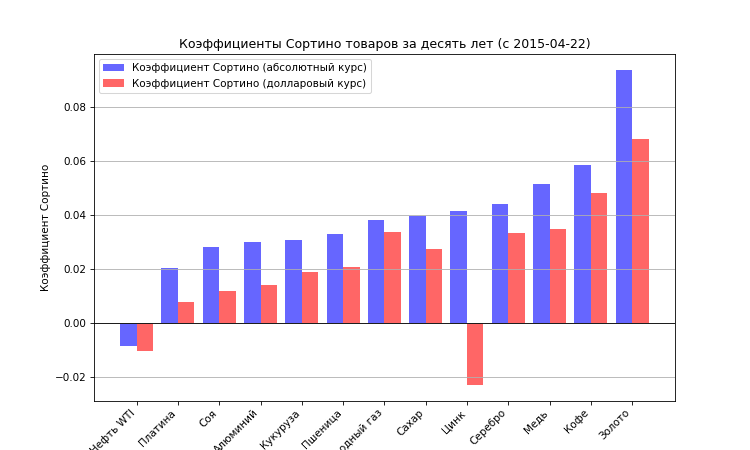 Коэффициенты Сортино товаров за десять лет (с 2015-04-22)
Коэффициент Сортино (абсолютный курс)
Коэффициент Сортино (долларовый курс)
Коэффициент Сортино
0.08
0.06
0.04
0.02
0.00
−0.02
Нефть WTI
Платина
Соя
Алюминий
Кукуруза
Пшеница
одный газ
Сахар
Цинк
Серебро
Медь
Кофе
Золото